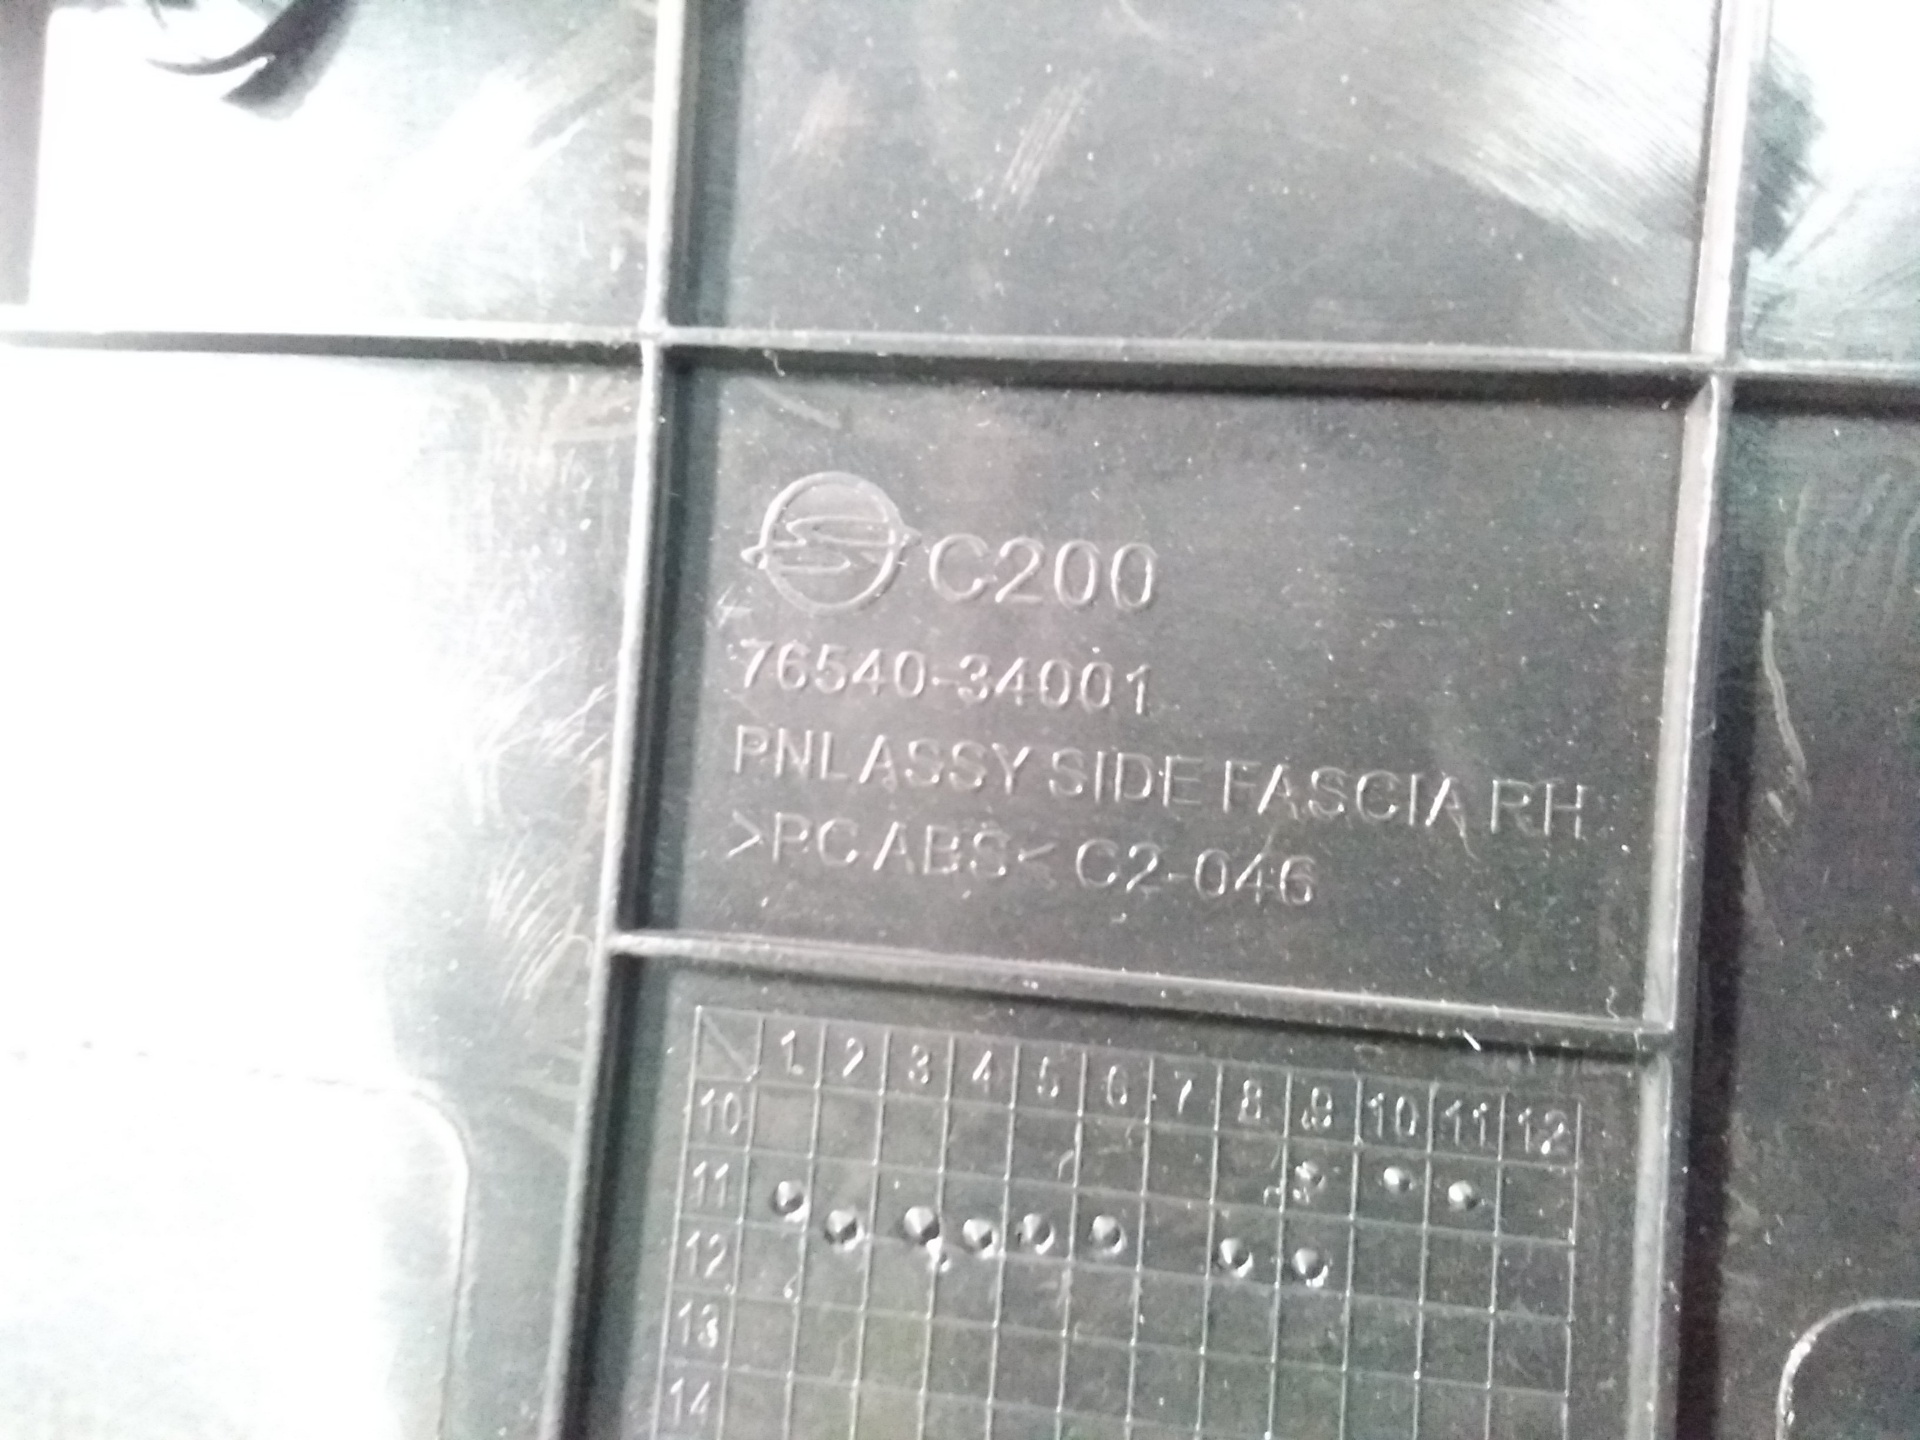 C200
76540-34001
PNL ASSY SIDE FASCIA RH
>PC ABS< C2-046
1 2 3 4 5 6 7 8 9 10 11 12
10
11
12
13
14